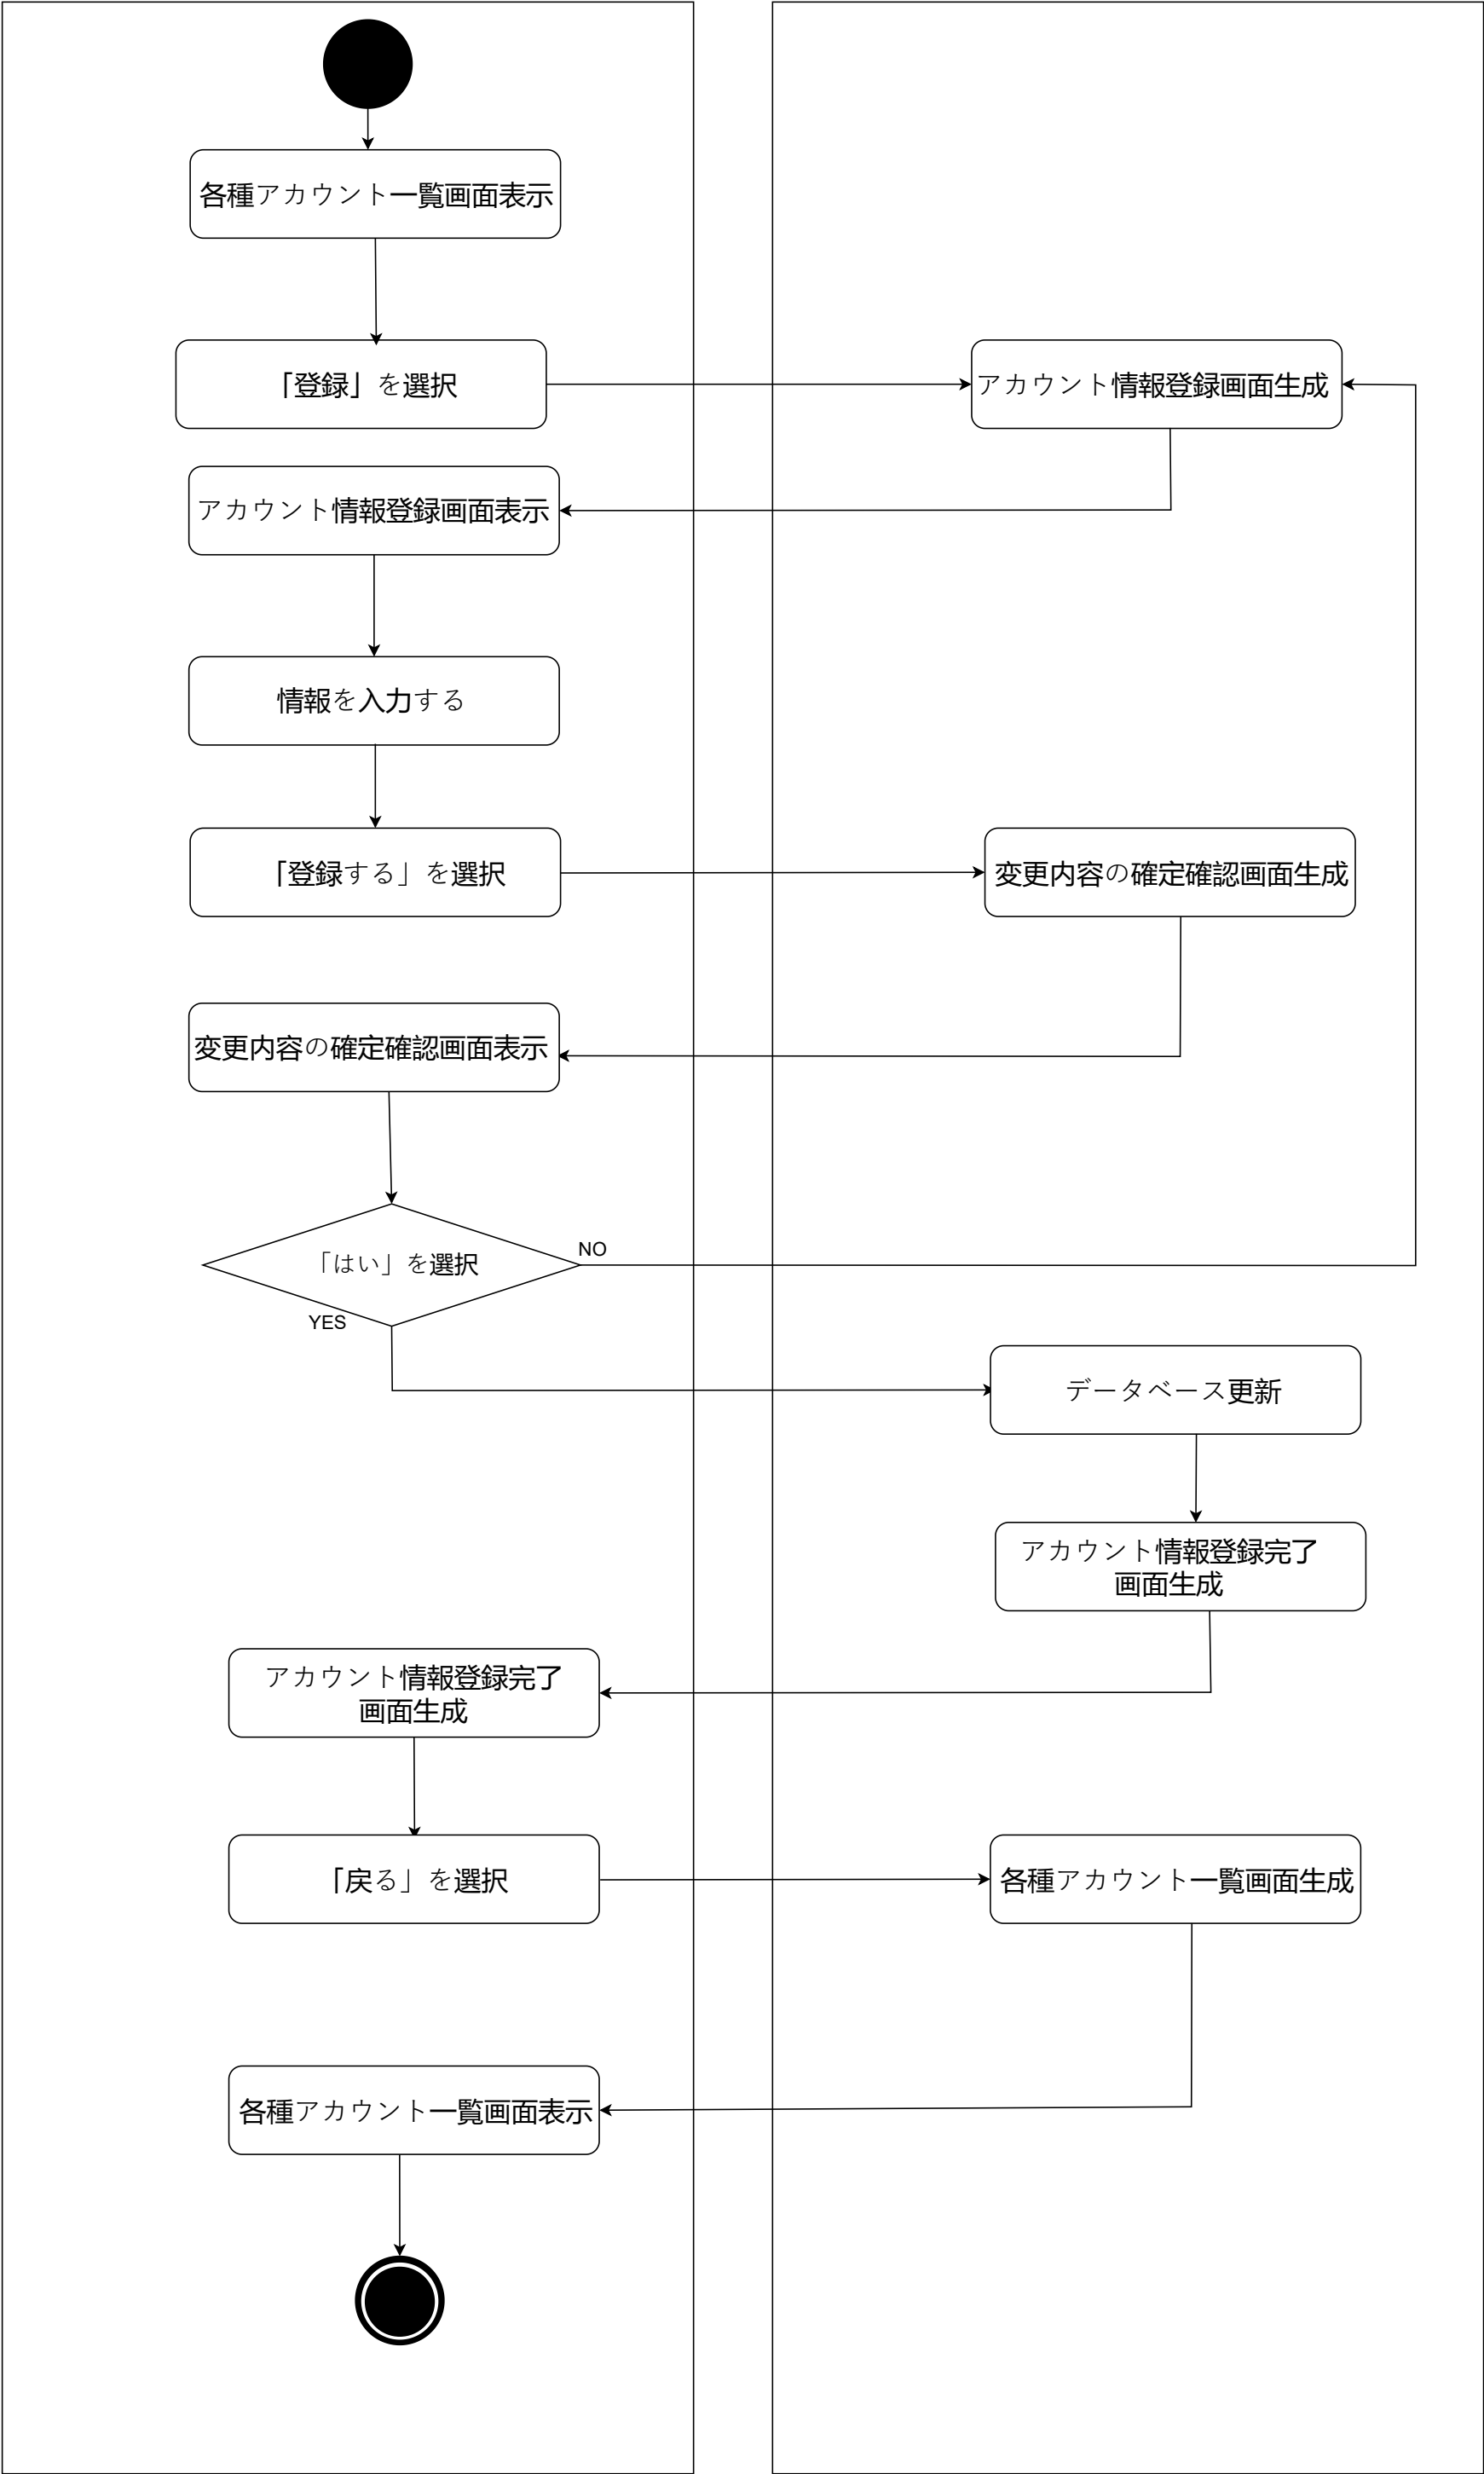 各種アカウント一覧画面表示
「登録」を選択
アカウント情報登録画面生成
アカウント情報登録画面表示
情報を入力する
「登録する」を選択
変更内容の確定確認画面生成
変更内容の確定確認画面表示
「はい」を選択
NO
YES
データベース更新
アカウント情報登録完了
画面生成
アカウント情報登録完了
画面生成
「戻る」を選択
各種アカウント一覧画面生成
各種アカウント一覧画面表示